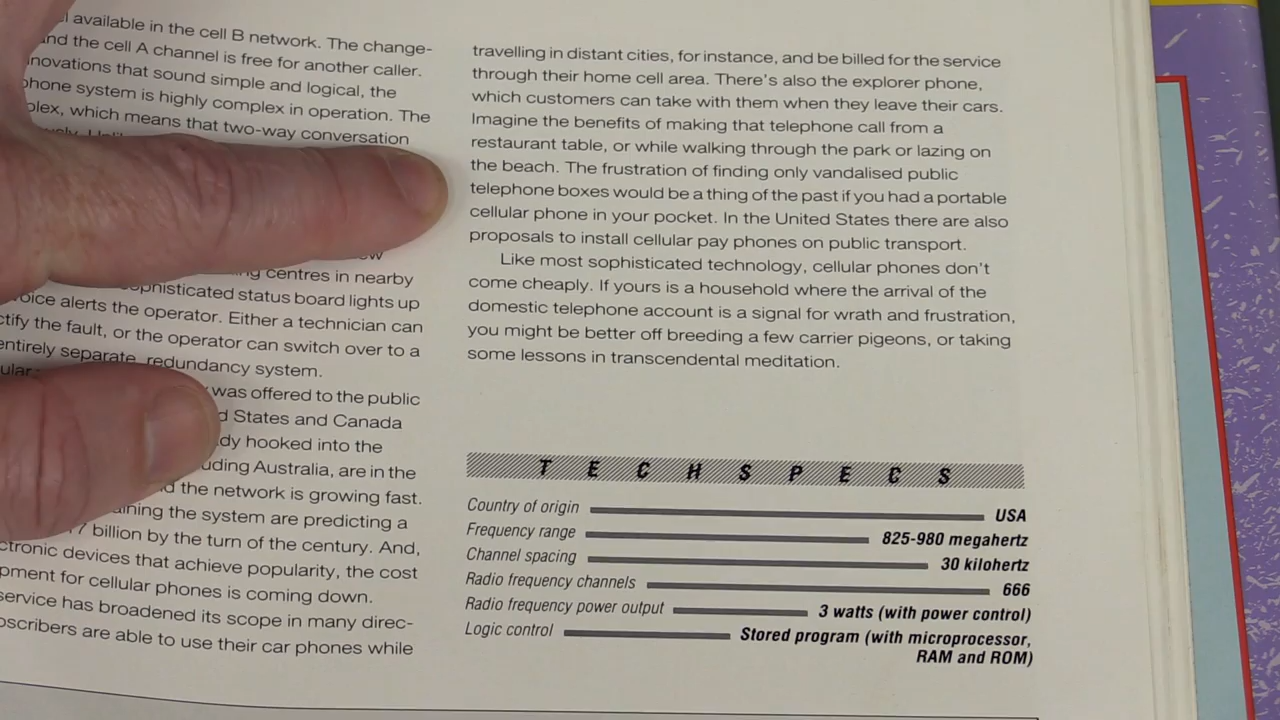 available in the cell B network. The change-
and the cell A channel is free for another caller.
innovations that sound simple and logical, the
phone system is highly complex in operation. The
which means that two-way conversation
centres in nearby
sophisticated status board lights up
voice alerts the operator. Either a technician can
the fault, or the operator can switch over to a
entirely separate, redundancy system.
was offered to the public
States and Canada
hooked into the
Australia, are in the
the network is growing fast.
the system are predicting a
billion by the turn of the century. And,
devices that achieve popularity, the cost
for cellular phones is coming down.
service has broadened its scope in many direc-
are able to use their car phones while
travelling in distant cities, for instance, and be billed for the service
through their home cell area. There's also the explorer phone,
which customers can take with them when they leave their cars.
Imagine the benefits of making that telephone call from a
restaurant table, or while walking through the park or lazing on
the beach. The frustration of finding only vandalised public
telephone boxes would be a thing of the past if you had a portable
cellular phone in your pocket. In the United States there are also
proposals to install cellular pay phones on public transport.
Like most sophisticated technology, cellular phones don't
come cheaply. If yours is a household where the arrival of the
domestic telephone account is a signal for wrath and frustration,
you might be better off breeding a few carrier pigeons, or taking
some lessons in transcendental meditation.
TECHSPECS
Country of origin USA
Frequency range 825-980 megahertz
Channel spacing 30 kilohertz
Radio frequency channels 666
Radio frequency power output 3 watts (with power control)
Logic control Stored program (with microprocessor,
RAM and ROM)